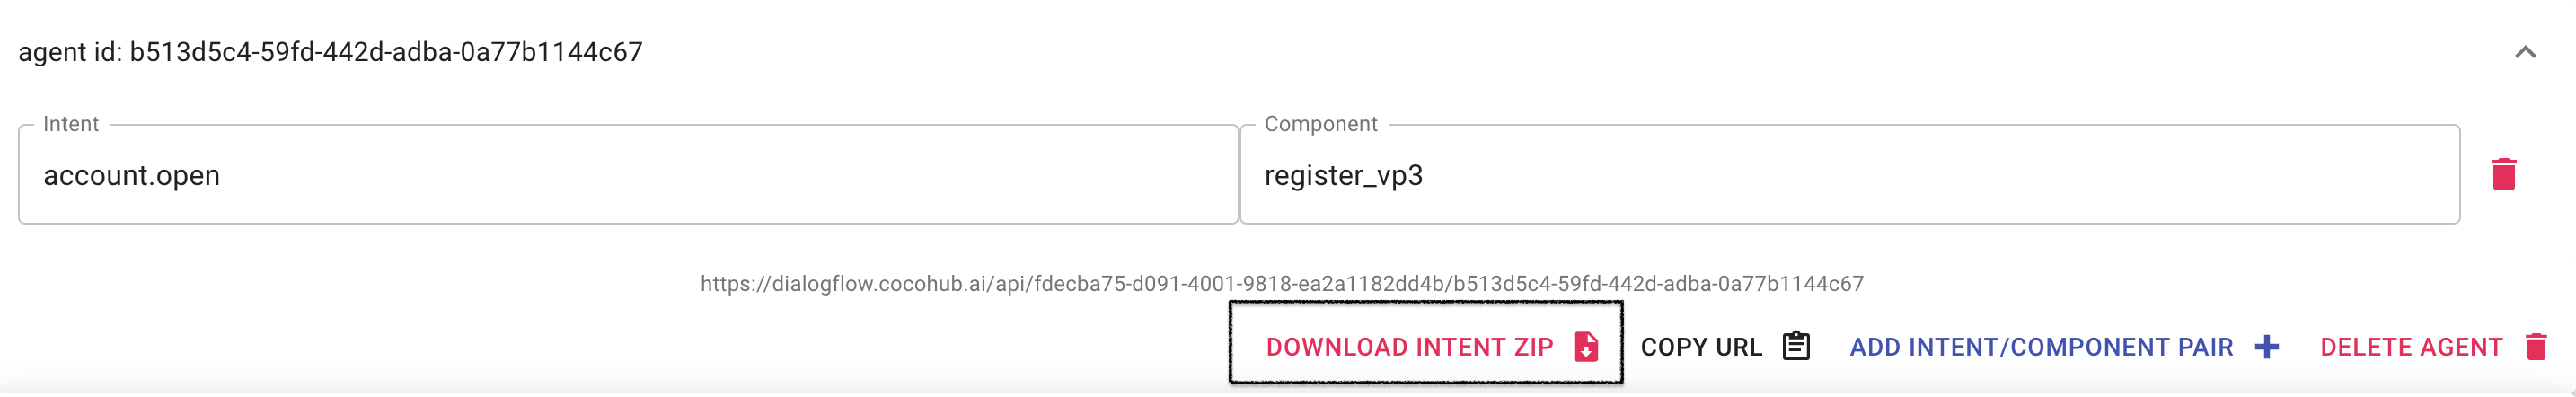 agent id: b513d5c4-59fd-442d-adba-0a77b1144c67
Intent
Component
account.open
register_vp3
https://dialogflow.cocohub.ai/api/fdecba75-d091-4001-9818-ea2a1182dd4b/b513d5c4-59fd-442d-adba-0a77b1144c67
DOWNLOAD INTENT ZIP COPY URL ADD INTENT/COMPONENT PAIR DELETE AGENT